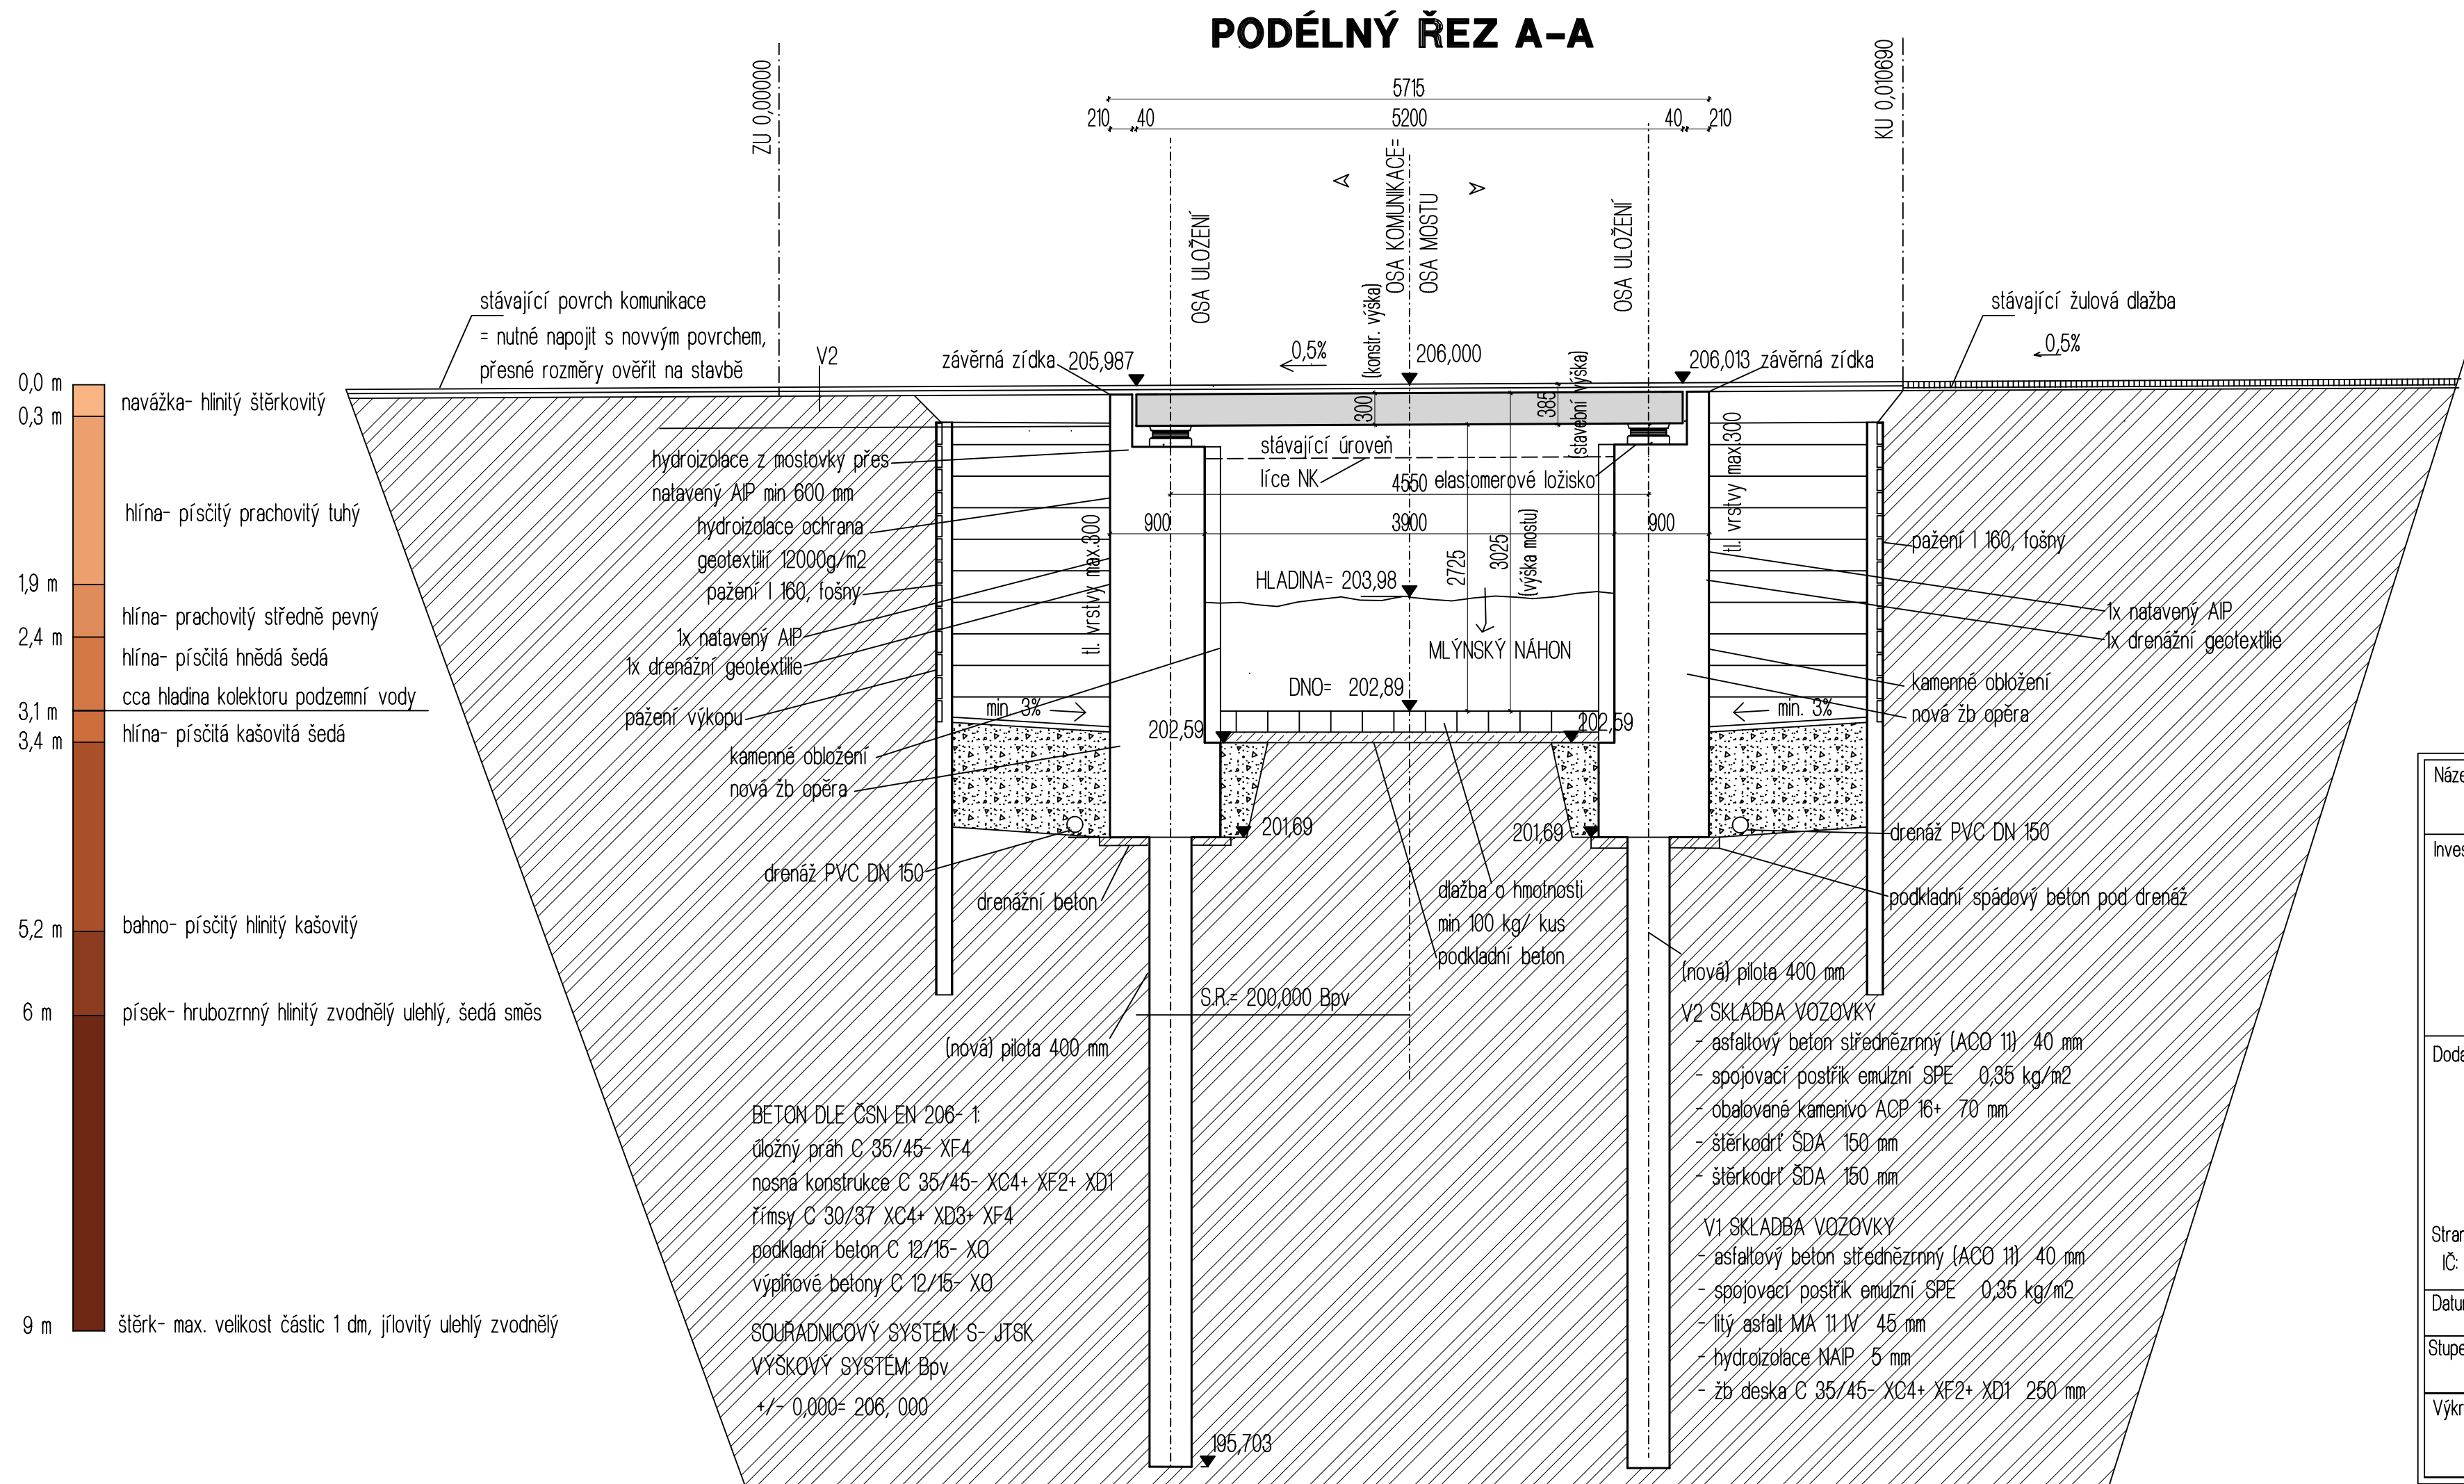 PODÉLNÝ ŘEZ A-A
ZU 0,00000
KU 0,010690
5715
210
40
5200
40
210
OSA ULOŽENÍ
OSA KOMUNIKACE=
OSA MOSTU
OSA ULOŽENÍ
stávající povrch komunikace
= nutné napojit s novvým povrchem,
přesné rozměry ověřit na stavbě
V2
závěrná zídka
205,987
0,5%
(konstr. výška)
206,000
206,013
závěrná zídka
stávající žulová dlažba
0,5%
300
385
(stavební výška)
0,0 m
navážka- hlinitý štěrkovitý
0,3 m
hlína- písčitý prachovitý tuhý
1,9 m
hlína- prachovitý středně pevný
2,4 m
hlína- písčitá hnědá šedá
cca hladina kolektoru podzemní vody
3,1 m
hlína- písčitá kašovitá šedá
3,4 m
bahno- písčitý hlinitý kašovitý
5,2 m
6 m
písek- hrubozrnný hlinitý zvodnělý ulehlý, šedá směs
9 m
štěrk- max. velikost částic 1 dm, jílovitý ulehlý zvodnělý
hydroizolace z mostovky přes
natavený AIP min 600 mm
hydroizolace ochrana
geotextilií 12000g/m2
pažení I 160, fošny
1x natavený AIP
1x drenážní geotextilie
pažení výkopu
kamenné obložení
nová žb opěra
drenáž PVC DN 150
drenážní beton
(nová) pilota 400 mm
tl. vrstvy max.300
min. 3%
stávající úroveň
líce NK
4550
elastomerové ložisko
900
3900
900
2725
3025
(výška mostu)
HLADINA= 203,98
MLÝNSKÝ NÁHON
DNO= 202,89
202,59
202,59
201,69
201,69
dlažba o hmotnosti
min 100 kg/ kus
podkladní beton
S.R.= 200,000 Bpv
tl. vrstvy max.300
min. 3%
pažení I 160, fošny
1x natavený AIP
1x drenážní geotextilie
kamenné obložení
nová žb opěra
drenáž PVC DN 150
podkladní spádový beton pod drenáž
(nová) pilota 400 mm
V2 SKLADBA VOZOVKY
- asfaltový beton střednězrnný (ACO 11) 40 mm
- spojovací postřik emulzní SPE 0,35 kg/m2
- obalované kamenivo ACP 16+ 70 mm
- štěrkodrť ŠDA 150 mm
- štěrkodrť ŠDA 150 mm
V1 SKLADBA VOZOVKY
- asfaltový beton střednězrnný (ACO 11) 40 mm
- spojovací postřik emulzní SPE 0,35 kg/m2
- litý asfalt MA 11 IV 45 mm
- hydroizolace NAIP 5 mm
- žb deska C 35/45- XC4+ XF2+ XD1 250 mm
BETON DLE ČSN EN 206- 1:
úložný práh C 35/45- XF4
nosná konstrukce C 35/45- XC4+ XF2+ XD1
římsy C 30/37 XC4+ XD3+ XF4
podkladní beton C 12/15- XO
výplňové betony C 12/15- XO
SOUŘADNICOVÝ SYSTÉM: S- JTSK
VÝŠKOVÝ SYSTÉM: Bpv
+/- 0,000= 206, 000
195,703
IČ: